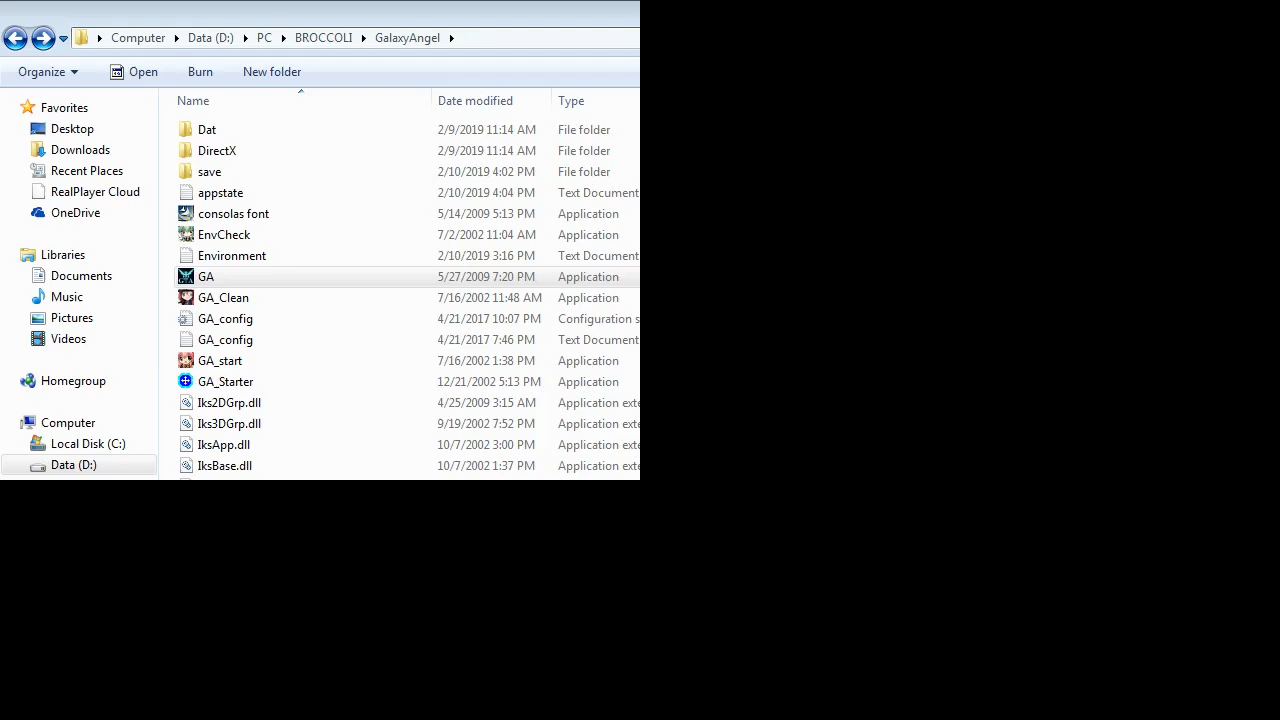 Computer Data (D:) PC BROCCOLI GalaxyAngel
Organize Open Burn New folder
Name Date modified Type
Favorites
Desktop
Downloads
Recent Places
RealPlayer Cloud
OneDrive
Libraries
Documents
Music
Pictures
Videos
Homegroup
Computer
Local Disk (C:)
Data (D:)
Dat 2/9/2019 11:14 AM File folder
DirectX 2/9/2019 11:14 AM File folder
save 2/10/2019 4:02 PM File folder
appstate 2/10/2019 4:04 PM Text Document
consolas font 5/14/2009 5:13 PM Application
EnvCheck 7/2/2002 11:04 AM Application
Environment 2/10/2019 3:16 PM Text Document
GA 5/27/2009 7:20 PM Application
GA_Clean 7/16/2002 11:48 AM Application
GA_config 4/21/2017 10:07 PM Configuration s
GA_config 4/21/2017 7:46 PM Text Document
GA_start 7/16/2002 1:38 PM Application
GA_Starter 12/21/2002 5:13 PM Application
Iks2DGrp.dll 4/25/2009 3:15 AM Application exte
Iks3DGrp.dll 9/19/2002 7:52 PM Application exte
IksApp.dll 10/7/2002 3:00 PM Application exte
IksBase.dll 10/7/2002 1:37 PM Application exte